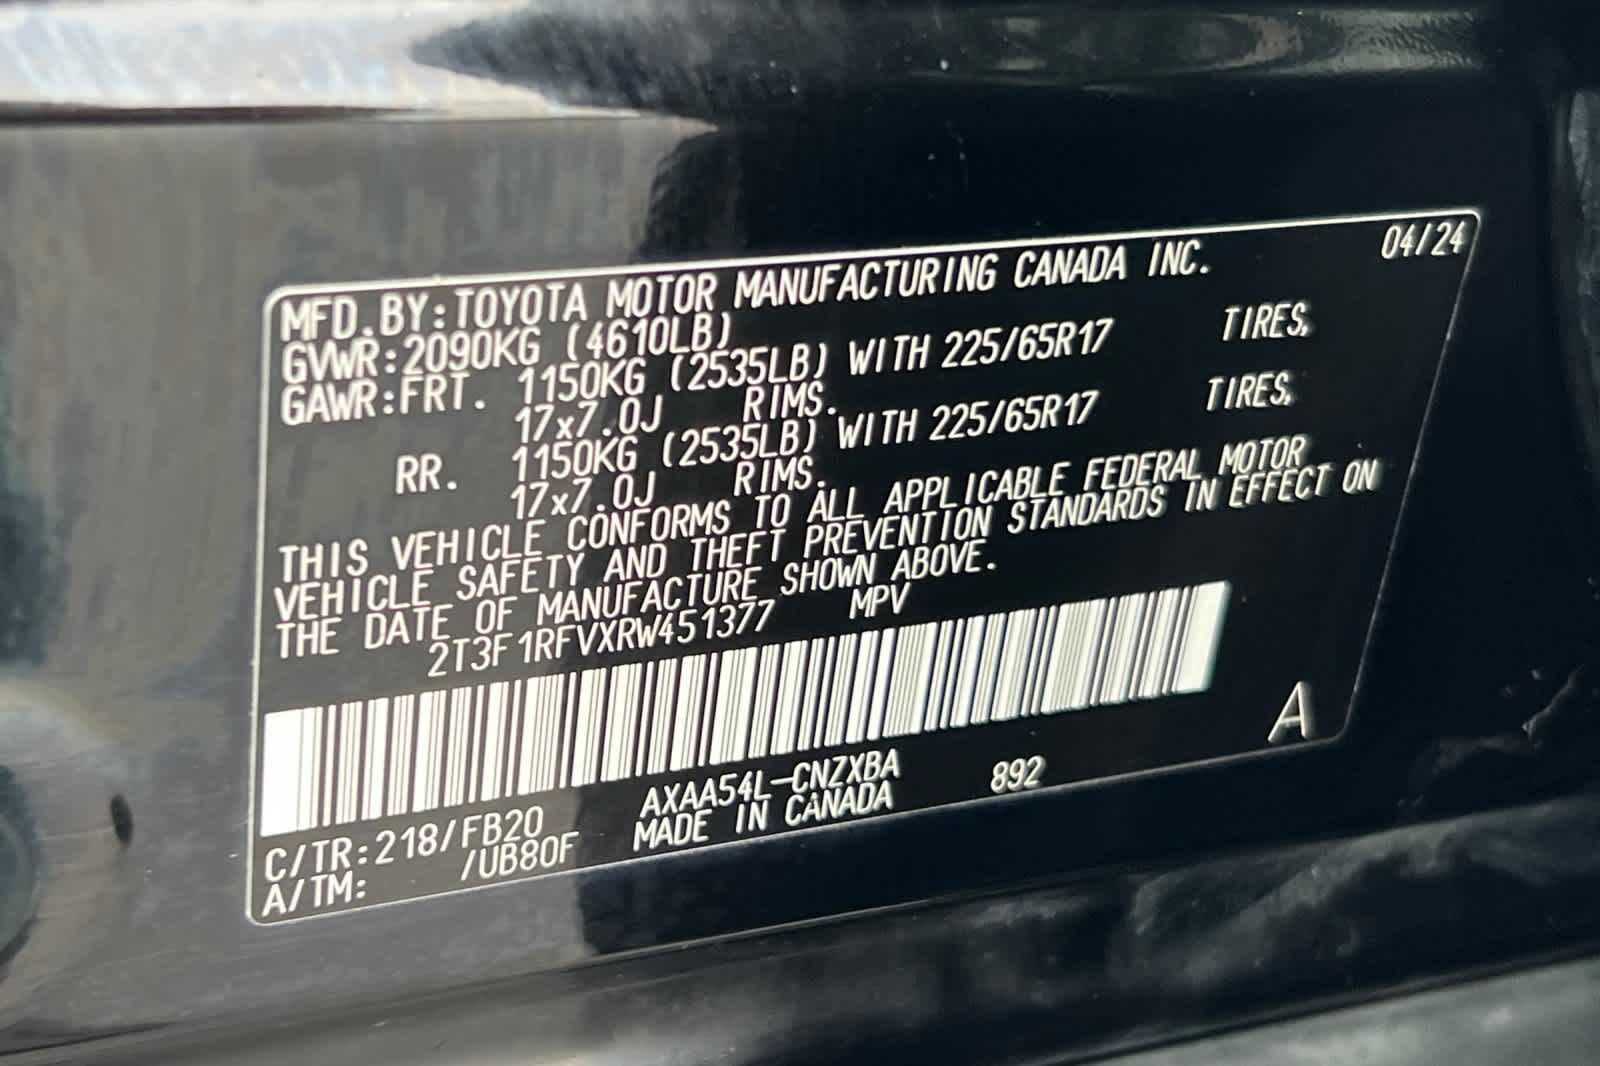 04/24
MFD.BY:TOYOTA MOTOR MANUFACTURING CANADA INC.
GVWR:2090KG (4610LB)
GAWR:FRT. 1150KG (2535LB) WITH 225/65R17 TIRES,
17x7.0J RIMS.
RR. 1150KG (2535LB) WITH 225/65R17 TIRES,
17x7.0J RIMS.
THIS VEHICLE CONFORMS TO ALL APPLICABLE FEDERAL MOTOR
VEHICLE SAFETY AND THEFT PREVENTION STANDARDS IN EFFECT ON
THE DATE OF MANUFACTURE SHOWN ABOVE.
2T3F1RFVXRW451377 MPV
A
C/TR:218/FB20 AXAA54L-CNZXBA 892
A/TM: /UB80F MADE IN CANADA